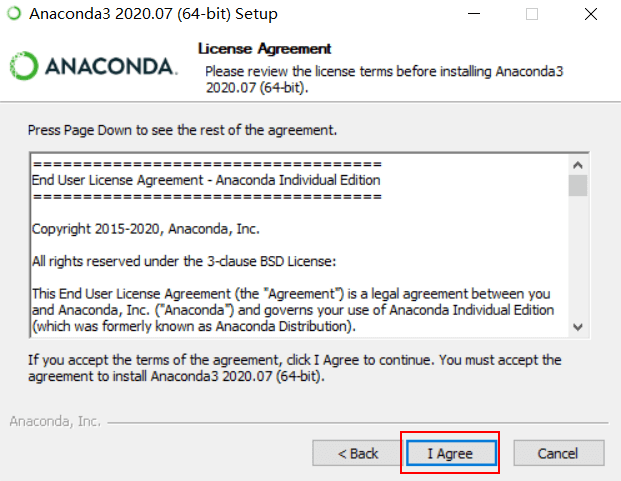 Anaconda3 2020.07 (64-bit) Setup
ANACONDA.
License Agreement
Please review the license terms before installing Anaconda3
2020.07 (64-bit).
Press Page Down to see the rest of the agreement.
===================================
End User License Agreement - Anaconda Individual Edition
===================================
Copyright 2015-2020, Anaconda, Inc.
All rights reserved under the 3-clause BSD License:
This End User License Agreement (the "Agreement") is a legal agreement between you
and Anaconda, Inc. ("Anaconda") and governs your use of Anaconda Individual Edition
(which was formerly known as Anaconda Distribution).
If you accept the terms of the agreement, click I Agree to continue. You must accept the
agreement to install Anaconda3 2020.07 (64-bit).
Anaconda, Inc.
< Back
I Agree
Cancel